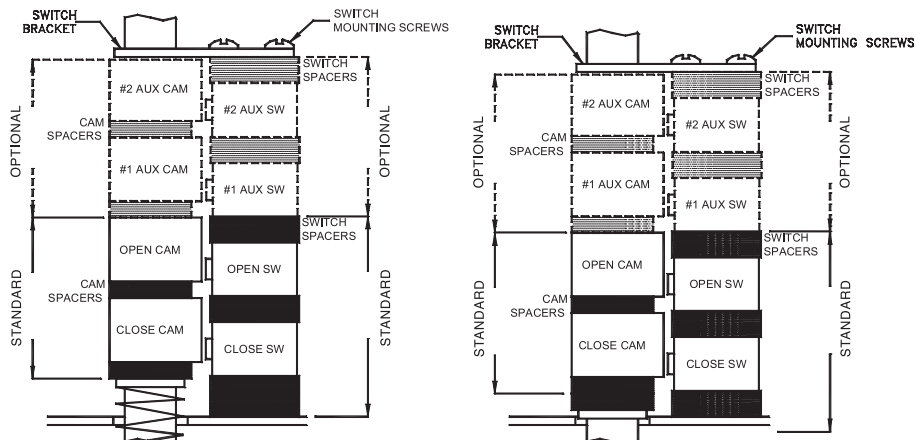 SWITCH
BRACKET
SWITCH
MOUNTING SCREWS
SWITCH
SPACERS
#2 AUX CAM
#2 AUX SW
CAM
SPACERS
OPTIONAL
OPTIONAL
#1 AUX CAM
#1 AUX SW
SWITCH
SPACERS
OPEN CAM
OPEN SW
CAM
SPACERS
STANDARD
STANDARD
CLOSE CAM
CLOSE SW
SWITCH
BRACKET
SWITCH
MOUNTING SCREWS
SWITCH
SPACERS
#2 AUX CAM
#2 AUX SW
CAM
SPACERS
OPTIONAL
OPTIONAL
#1 AUX CAM
#1 AUX SW
SWITCH
SPACERS
OPEN CAM
OPEN SW
CAM
SPACERS
STANDARD
STANDARD
CLOSE CAM
CLOSE SW